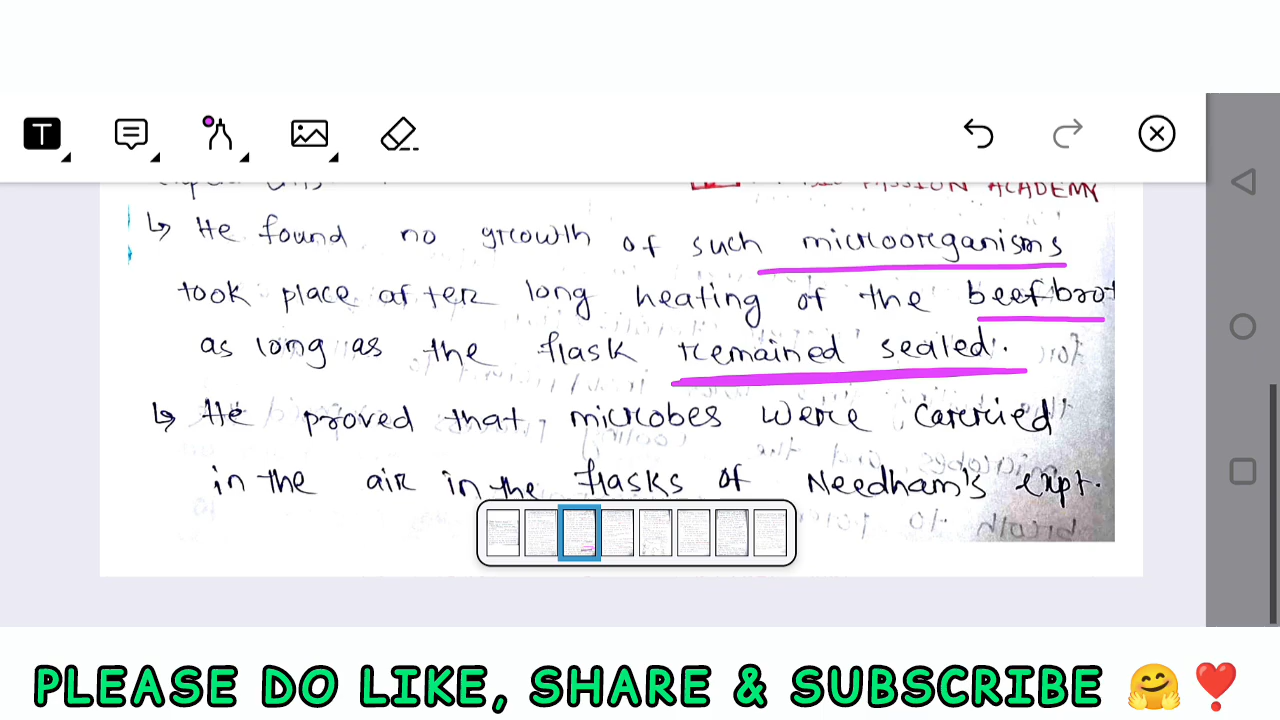 T
MISSION ACADEMY
↳ He found no growth of such microorganisms
took place after long heating of the beefbrot
as long as the flask remained sealed.
↳ He proved that microbes were carried
in the air in the flasks of Needham's expt.
PLEASE DO LIKE, SHARE & SUBSCRIBE 🤗❣️